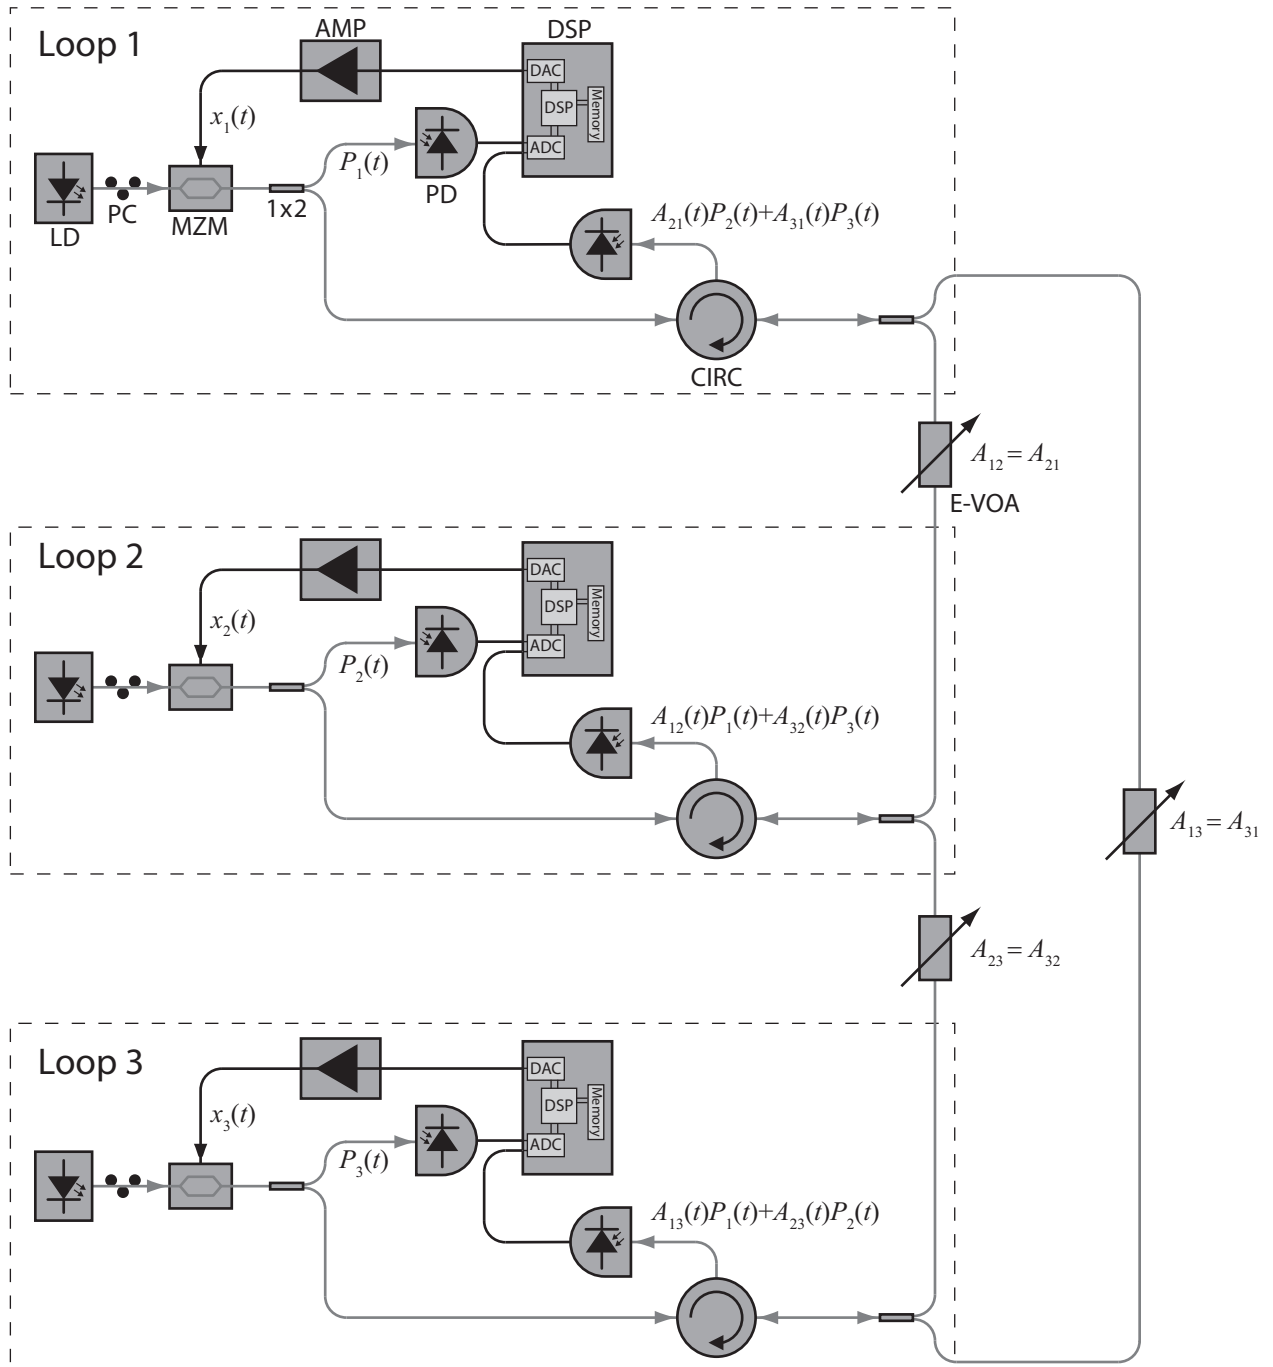 Loop 1
AMP
DSP
DAC
DSP
Memory
ADC
x1(t)
P1(t)
PD
LD
PC
MZM
1x2
A21(t)P2(t)+A31(t)P3(t)
CIRC
A12 = A21
E-VOA
Loop 2
DAC
DSP
Memory
ADC
x2(t)
P2(t)
A12(t)P1(t)+A32(t)P3(t)
A13 = A31
A23 = A32
Loop 3
DAC
DSP
Memory
ADC
x3(t)
P3(t)
A13(t)P1(t)+A23(t)P2(t)